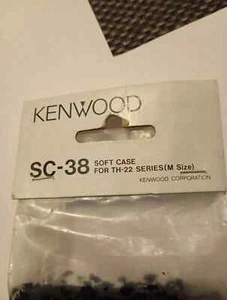 KENWOOD
SC-38 SOFT CASE
FOR TH-22 SERIES(M Size)
KENWOOD CORPORATION